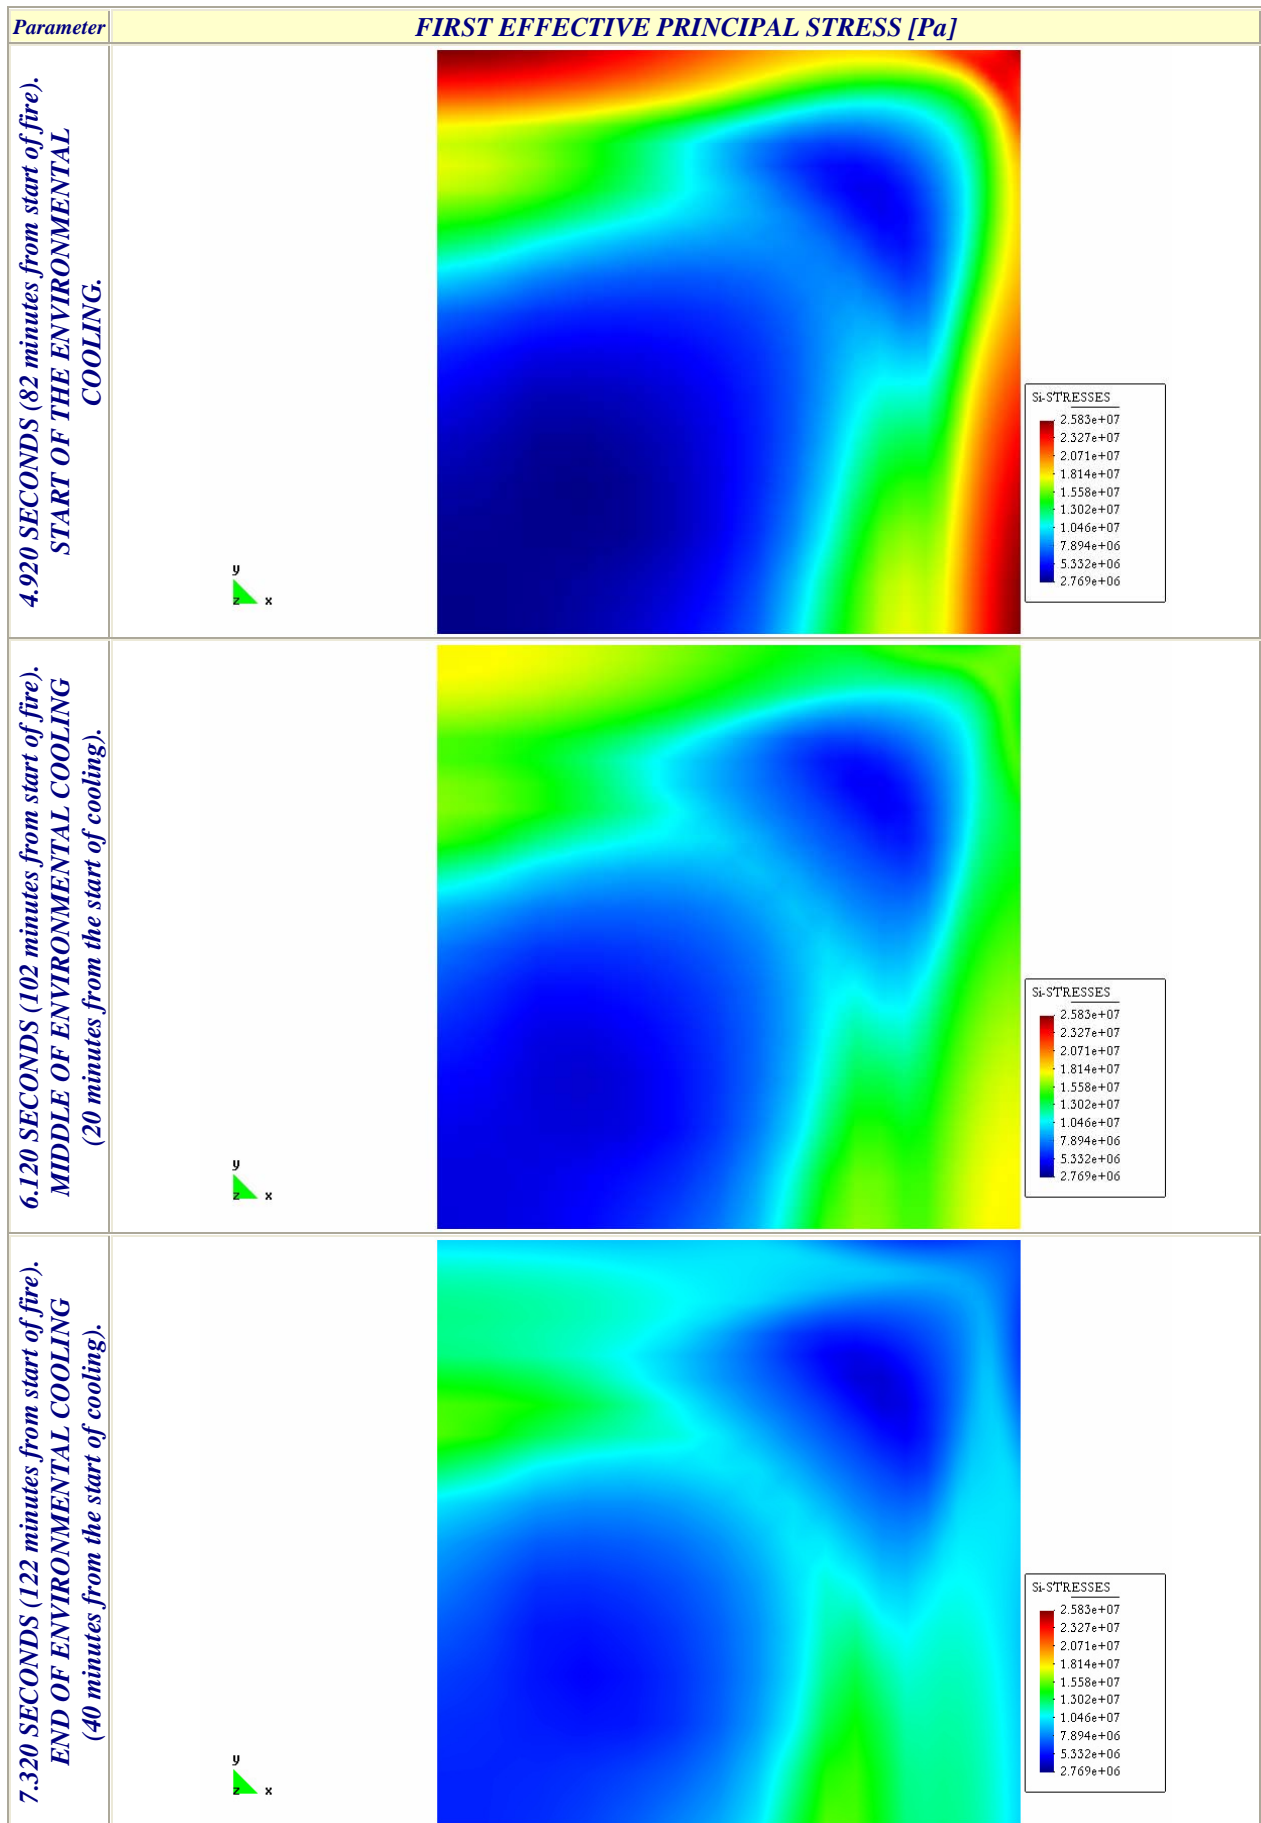 Parameter
FIRST EFFECTIVE PRINCIPAL STRESS [Pa]
4.920 SECONDS (82 minutes from start of fire).
START OF THE ENVIRONMENTAL
COOLING.
Si-STRESSES
2.583e+07
2.327e+07
2.071e+07
1.814e+07
1.558e+07
1.302e+07
1.046e+07
7.894e+06
5.332e+06
2.769e+06
y
z x
6.120 SECONDS (102 minutes from start of fire).
MIDDLE OF ENVIRONMENTAL COOLING
(20 minutes from the start of cooling).
Si-STRESSES
2.583e+07
2.327e+07
2.071e+07
1.814e+07
1.558e+07
1.302e+07
1.046e+07
7.894e+06
5.332e+06
2.769e+06
y
z x
7.320 SECONDS (122 minutes from start of fire).
END OF ENVIRONMENTAL COOLING
(40 minutes from the start of cooling).
Si-STRESSES
2.583e+07
2.327e+07
2.071e+07
1.814e+07
1.558e+07
1.302e+07
1.046e+07
7.894e+06
5.332e+06
2.769e+06
y
z x